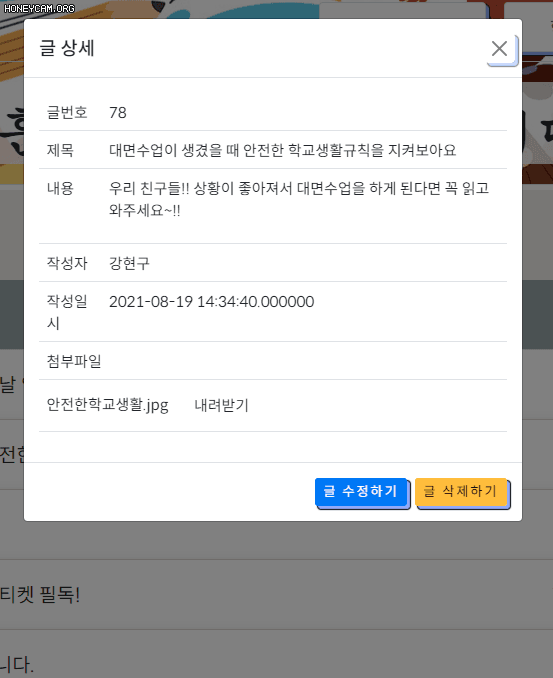 HONEYCAM.ORG
글 상세
글번호 78
제목 대면수업이 생겼을 때 안전한 학교생활규칙을 지켜보아요
내용 우리 친구들!! 상황이 좋아져서 대면수업을 하게 된다면 꼭 읽고
와주세요~!!
작성자 강현구
작성일 2021-08-19 14:34:40.000000
시
첨부파일
안전한학교생활.jpg 내려받기
글 수정하기 글 삭제하기
날
전한
티켓 필독!
니다.